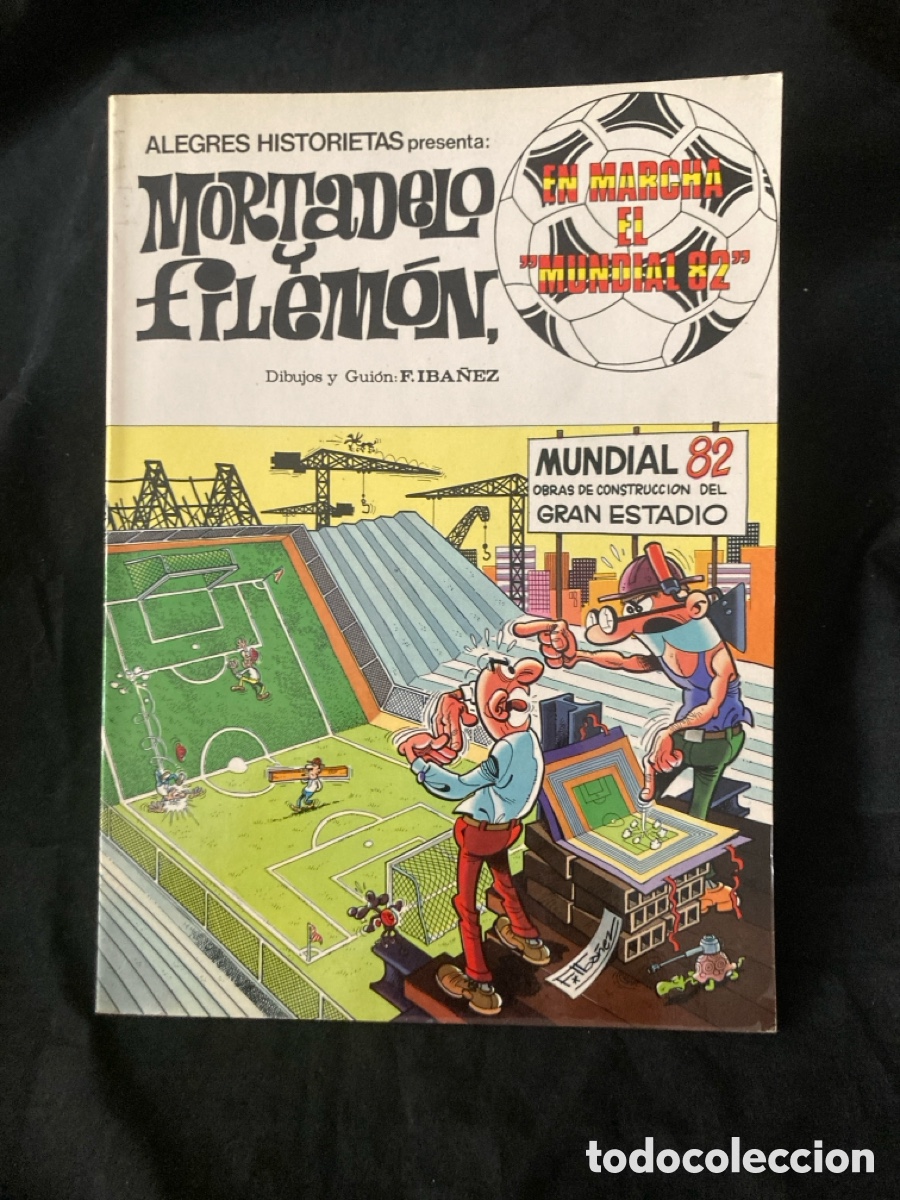 ALEGRES HISTORIETAS presenta:
MORTADELO
Y
FILEMÓN,
EN MARCHA
EL
"MUNDIAL 82"
Dibujos y Guión: F. IBAÑEZ
MUNDIAL 82
OBRAS DE CONSTRUCCION DEL
GRAN ESTADIO
F. Ibáñez
todocoleccion